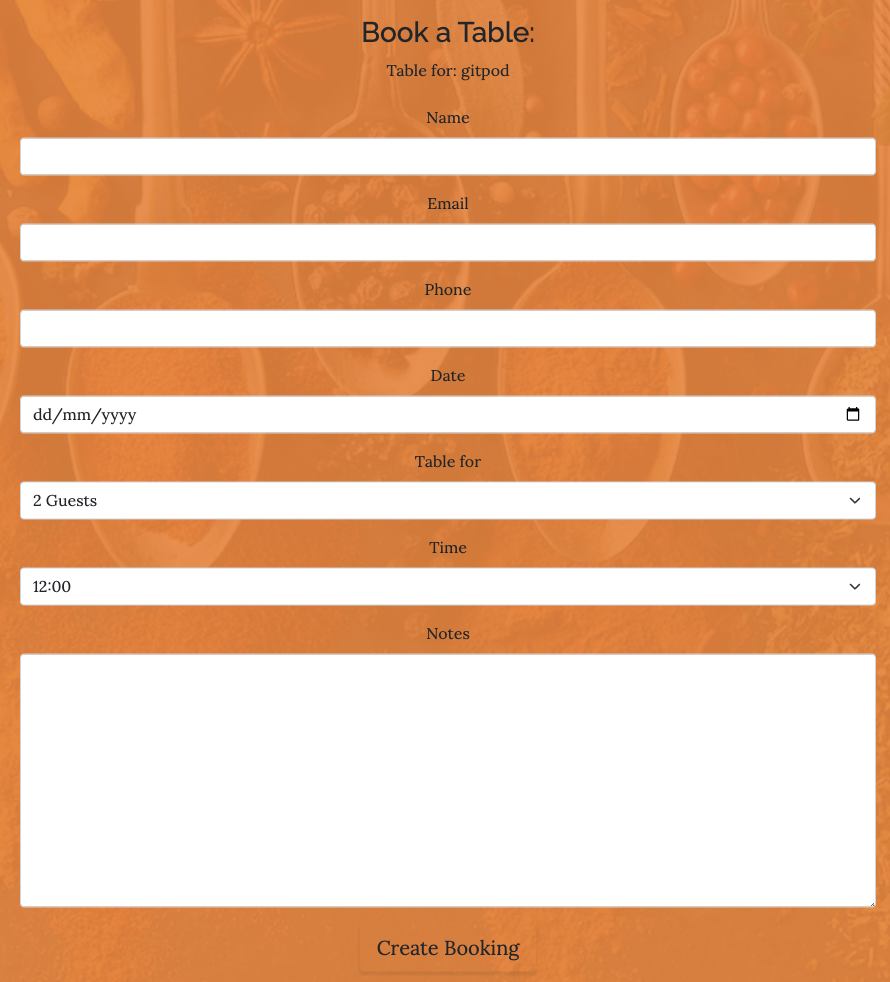 Book a Table:
Table for: gitpod
Name
Email
Phone
Date
dd/mm/yyyy
Table for
2 Guests
Time
12:00
Notes
Create Booking